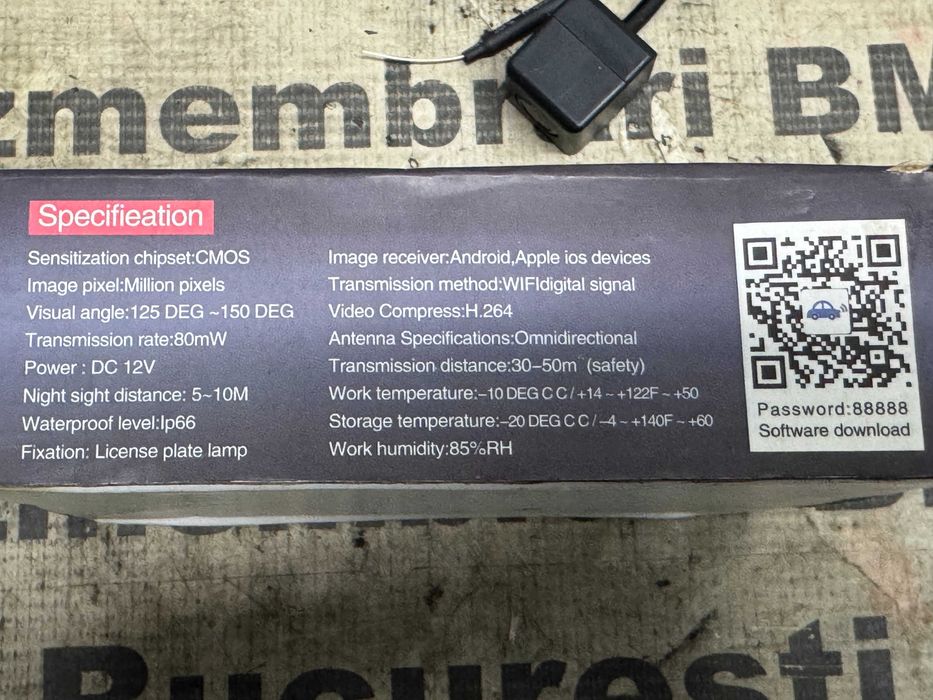 zmembrări BM
Specifieation
Sensitization chipset:CMOS
Image pixel:Million pixels
Visual angle:125 DEG ~150 DEG
Transmission rate:80mW
Power : DC 12V
Night sight distance: 5~10M
Waterproof level:Ip66
Fixation: License plate lamp
Image receiver:Android,Apple ios devices
Transmission method:WIFIdigital signal
Video Compress:H.264
Antenna Specifications:Omnidirectional
Transmission distance:30–50m (safety)
Work temperature:–10 DEG C C / +14 ~ +122F ~ +50
Storage temperature:–20 DEG C C / –4 ~ +140F ~ +60
Work humidity:85%RH
Password:88888
Software download
Bucureşti